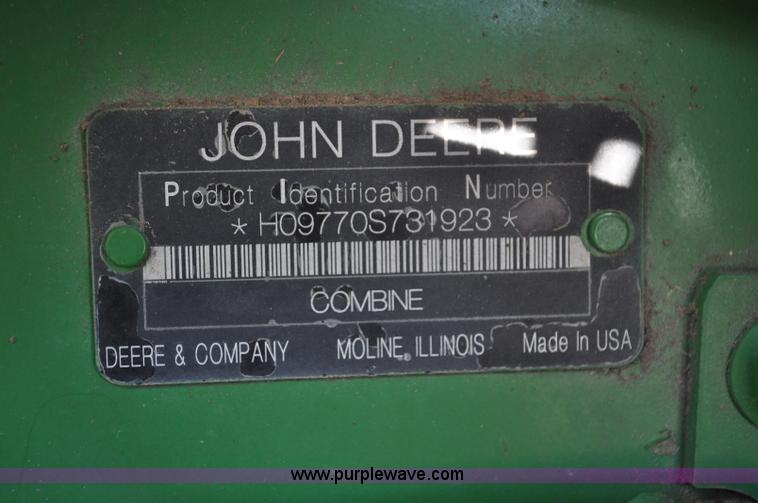 JOHN DEERE
Product Identification Number
*H09770S731923*
COMBINE
DEERE & COMPANY MOLINE, ILLINOIS Made In USA
www.purplewave.com